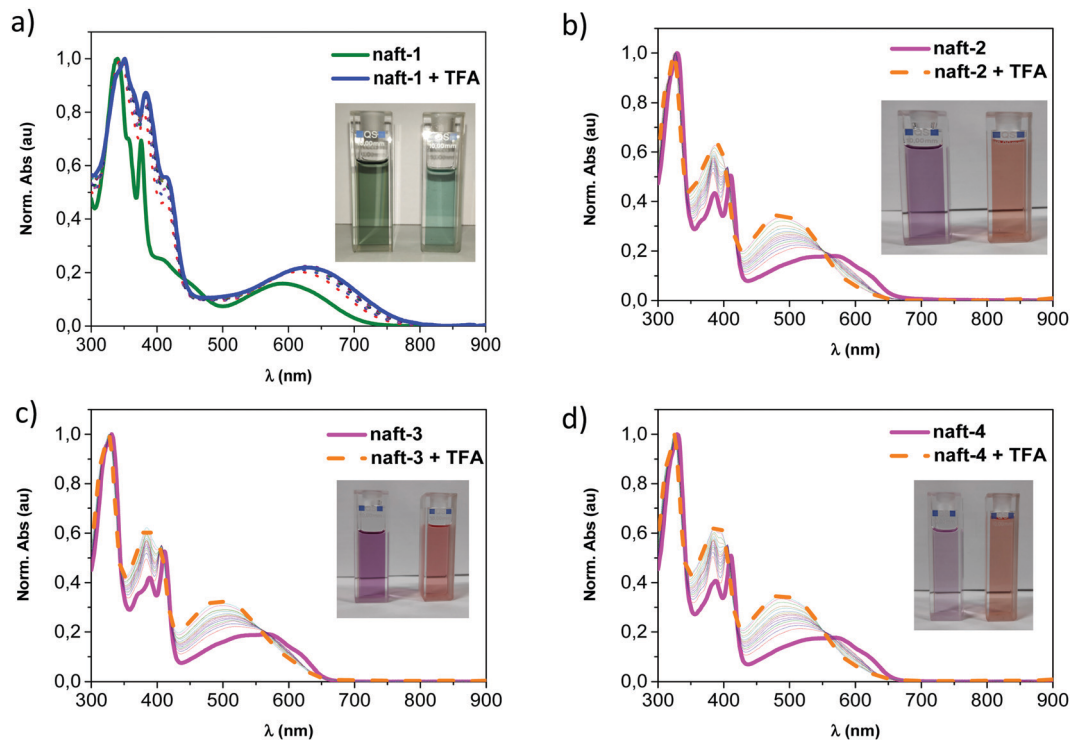 a)
naft-1
naft-1 + TFA
Norm. Abs (au)
1,0
0,8
0,6
0,4
0,2
0,0
300 400 500 600 700 800 900
λ (nm)
b)
naft-2
naft-2 + TFA
Norm. Abs (au)
1,0
0,8
0,6
0,4
0,2
0,0
300 400 500 600 700 800 900
λ (nm)
c)
naft-3
naft-3 + TFA
Norm. Abs (au)
1,0
0,8
0,6
0,4
0,2
0,0
300 400 500 600 700 800 900
λ (nm)
d)
naft-4
naft-4 + TFA
Norm. Abs (au)
1,0
0,8
0,6
0,4
0,2
0,0
300 400 500 600 700 800 900
λ (nm)